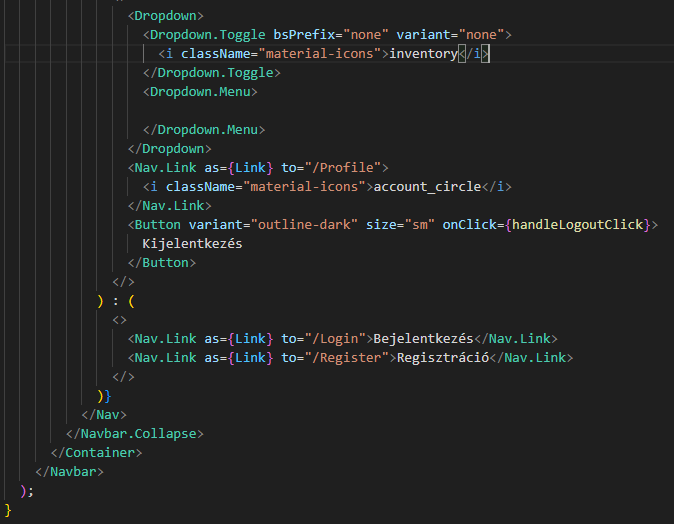 <Dropdown>
<Dropdown.Toggle bsPrefix="none" variant="none">
<i className="material-icons">inventory</i>
</Dropdown.Toggle>
<Dropdown.Menu>
</Dropdown.Menu>
</Dropdown>
<Nav.Link as={Link} to="/Profile">
<i className="material-icons">account_circle</i>
</Nav.Link>
<Button variant="outline-dark" size="sm" onClick={handleLogoutClick}>
Kijelentkezés
</Button>
</>
) : (
<>
<Nav.Link as={Link} to="/Login">Bejelentkezés</Nav.Link>
<Nav.Link as={Link} to="/Register">Regisztráció</Nav.Link>
</>
)}
</Nav>
</Navbar.Collapse>
</Container>
</Navbar>
);
}